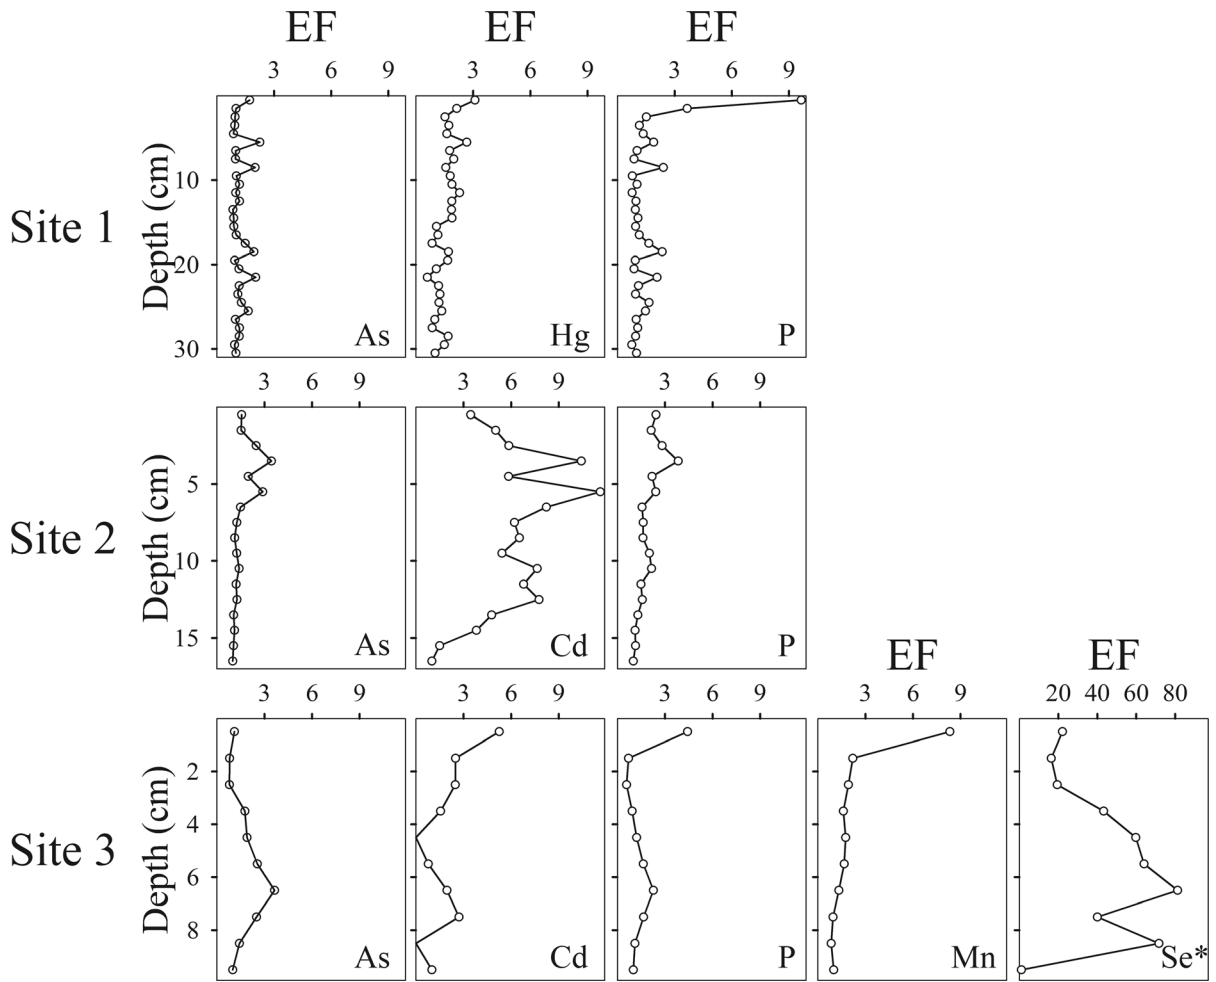 EF EF EF
3 6 9 3 6 9 3 6 9
Site 1
Depth (cm)
10
20
30
As Hg P
3 6 9 3 6 9 3 6 9
Site 2
Depth (cm)
5
10
15
As Cd P
EF EF
3 6 9 3 6 9 3 6 9 3 6 9 20 40 60 80
Site 3
Depth (cm)
2
4
6
8
As Cd P Mn Se*